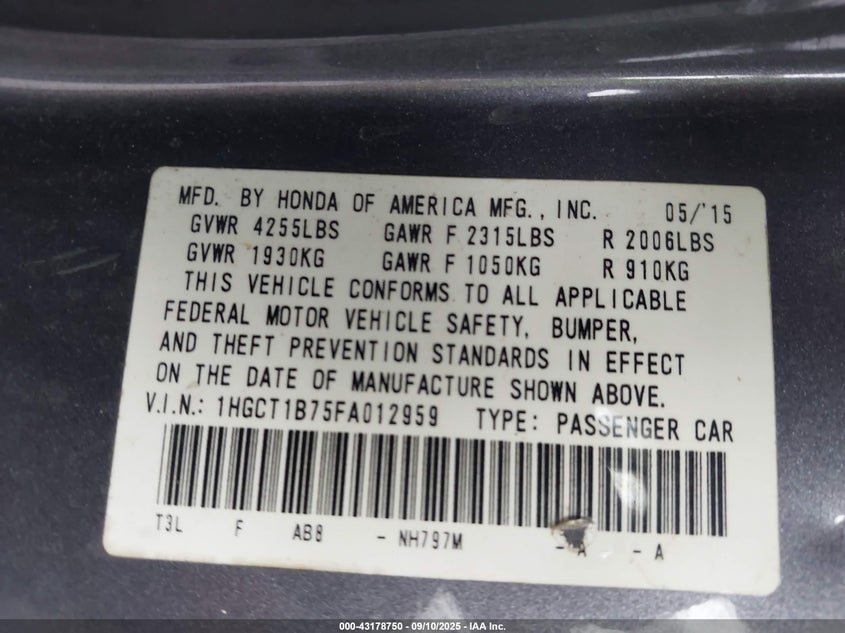 MFD. BY HONDA OF AMERICA MFG., INC. 05/'15
GVWR 4255LBS GAWR F 2315LBS R 2006LBS
GVWR 1930KG GAWR F 1050KG R 910KG
THIS VEHICLE CONFORMS TO ALL APPLICABLE
FEDERAL MOTOR VEHICLE SAFETY, BUMPER,
AND THEFT PREVENTION STANDARDS IN EFFECT
ON THE DATE OF MANUFACTURE SHOWN ABOVE.
V.I.N.: 1HGCT1B75FA012959 TYPE: PASSENGER CAR
T3L F AB8 - NH797M - A - A
000-43178750 - 09/10/2025 - IAA Inc.